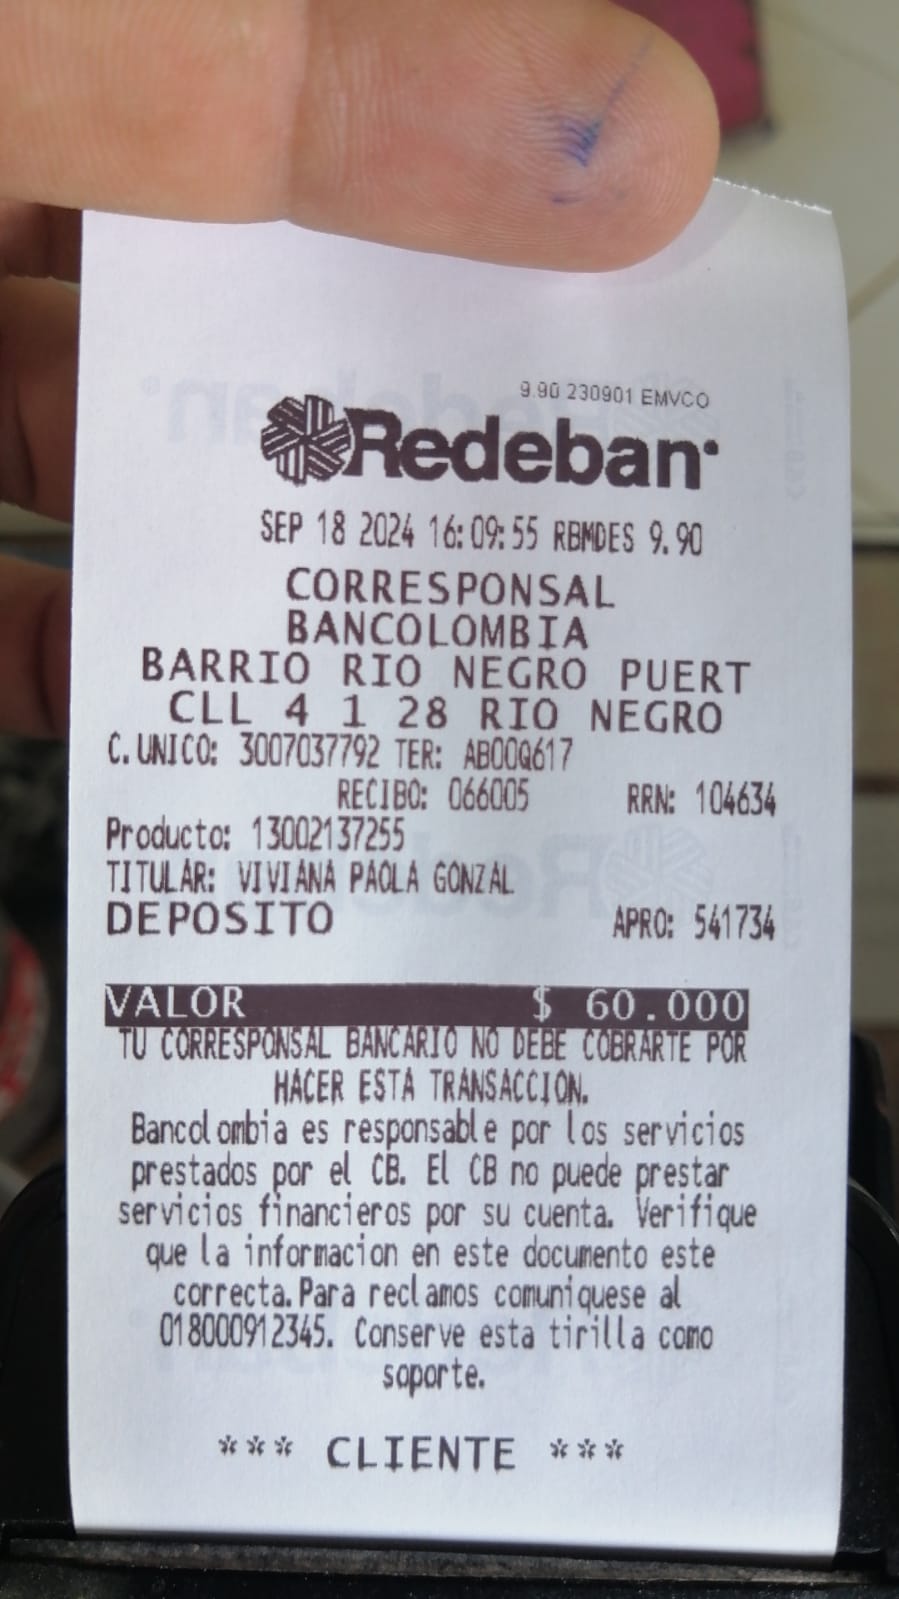 9.90 230901 EMVCO
Redeban
SEP 18 2024 16:09:55 RBMDES 9.90
CORRESPONSAL
BANCOLOMBIA
BARRIO RIO NEGRO PUERT
CLL 4 1 28 RIO NEGRO
C. UNICO: 3007037792 TER: AB00Q617
RECIBO: 066005 RRN: 104634
Producto: 13002137255
TITULAR: VIVIANA PAOLA GONZAL
DEPOSITO APRO: 541734
VALOR $ 60.000
TU CORRESPONSAL BANCARIO NO DEBE COBRARTE POR
HACER ESTA TRANSACCION.
Bancolombia es responsable por los servicios
prestados por el CB. El CB no puede prestar
servicios financieros por su cuenta. Verifique
que la informacion en este documento este
correcta.Para reclamos comuniquese al
018000912345. Conserve esta tirilla como
soporte.
*** CLIENTE ***